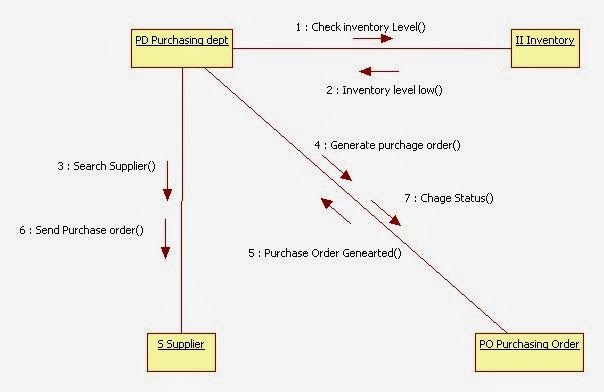 1 : Check inventory Level()
PD Purchasing dept
II Inventory
2 : Inventory level low()
4 : Generate purchage order()
3 : Search Supplier()
7 : Chage Status()
6 : Send Purchase order()
5 : Purchase Order Genearted()
S Supplier
PO Purchasing Order